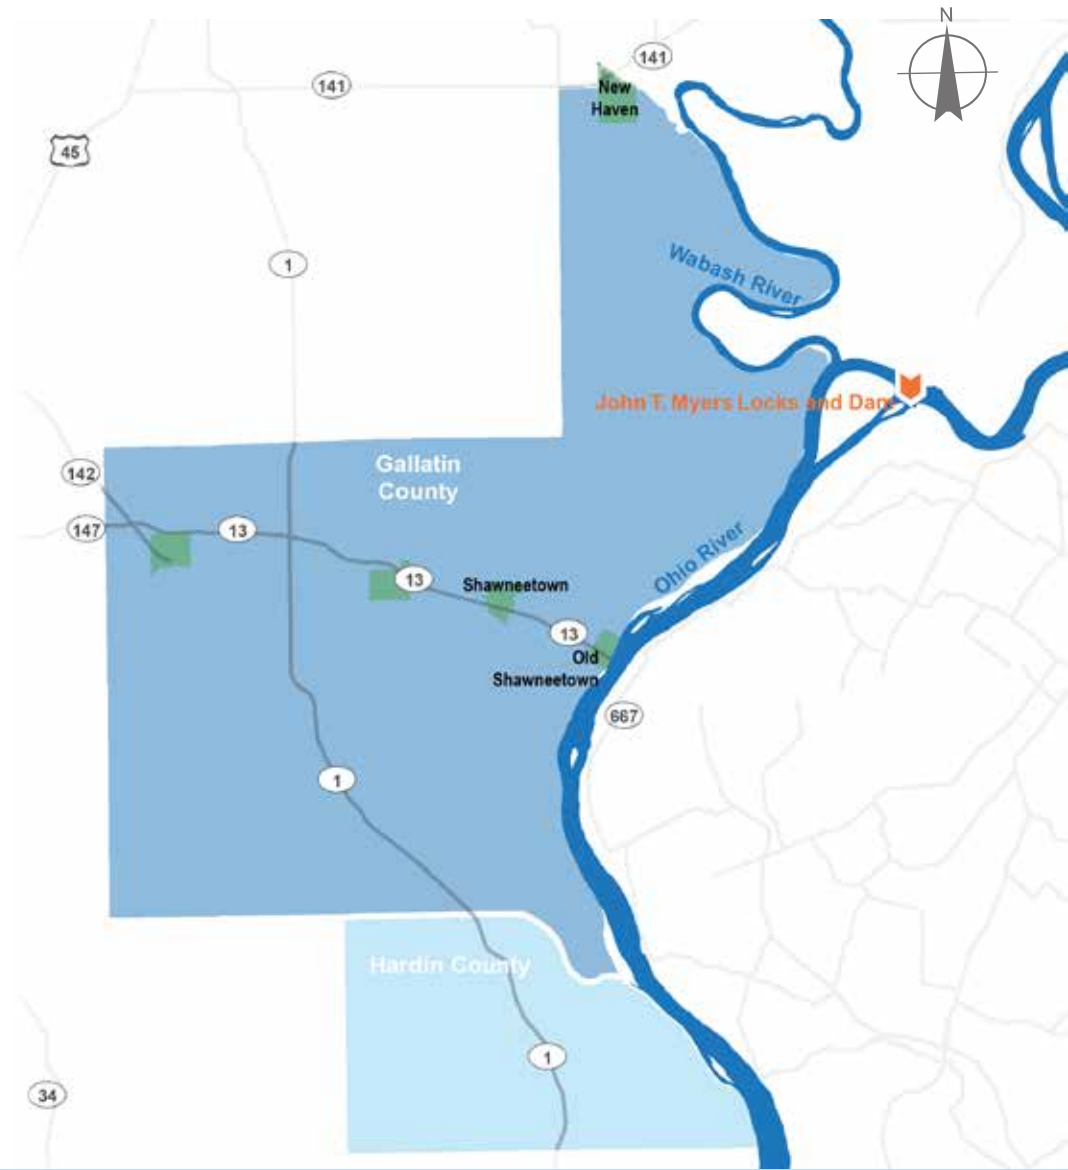 N
141
141
New
Haven
45
1
Wabash River
John T. Myers Locks and Dam
Gallatin
County
142
147
13
13
Shawneetown
Ohio River
13
Old
Shawneetown
667
1
Hardin County
1
34